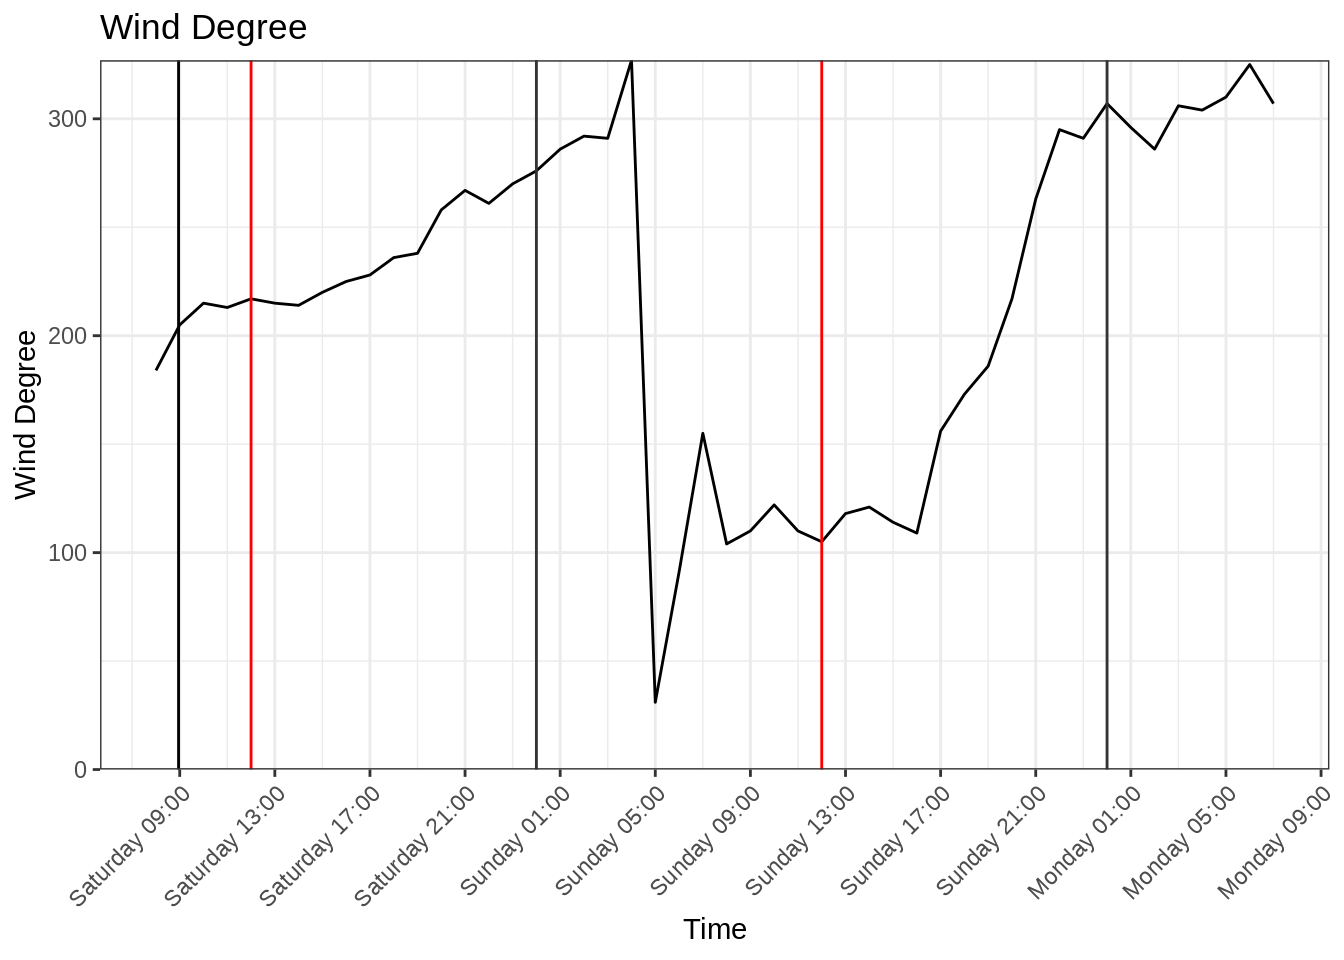 Wind Degree
Wind Degree
300
200
100
0
Saturday 09:00
Saturday 13:00
Saturday 17:00
Saturday 21:00
Sunday 01:00
Sunday 05:00
Sunday 09:00
Sunday 13:00
Sunday 17:00
Sunday 21:00
Monday 01:00
Monday 05:00
Monday 09:00
Time